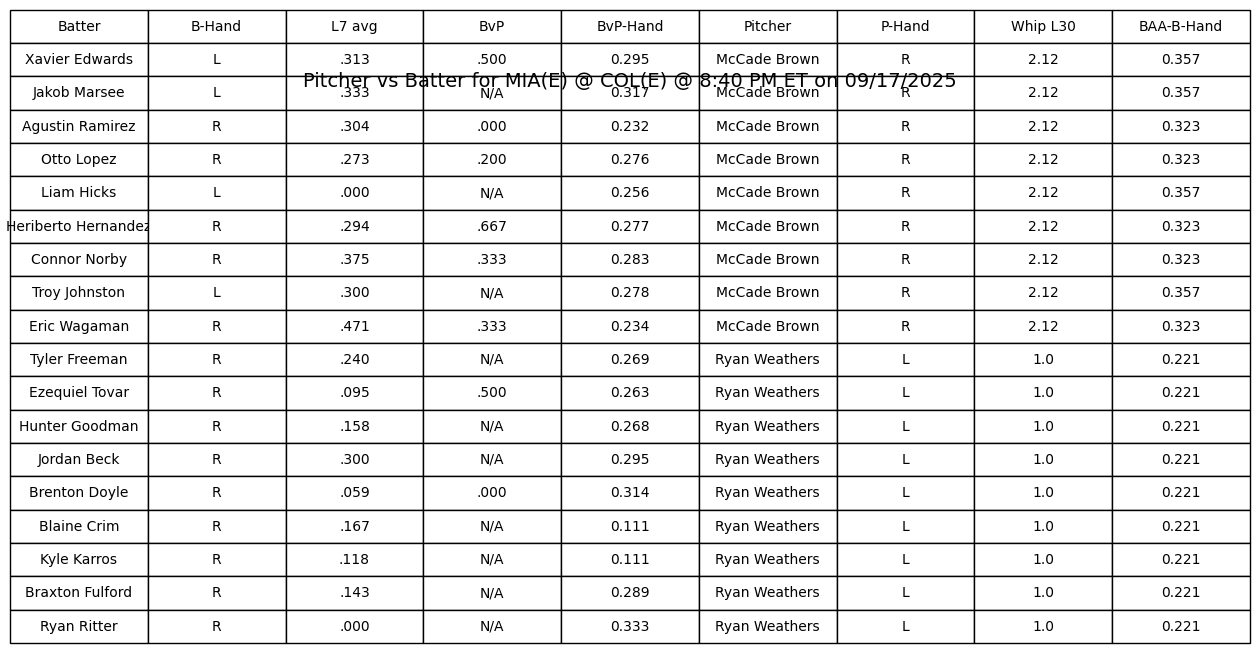 Batter B-Hand L7 avg BvP BvP-Hand Pitcher P-Hand Whip L30 BAA-B-Hand
Xavier Edwards L .313 .500 0.295 McCade Brown R 2.12 0.357
Pitcher vs Batter for MIA(E) @ COL(E) @ 8:40 PM ET on 09/17/2025
Jakob Marsee L .333 N/A 0.317 McCade Brown R 2.12 0.357
Agustin Ramirez R .304 .000 0.232 McCade Brown R 2.12 0.323
Otto Lopez R .273 .200 0.276 McCade Brown R 2.12 0.323
Liam Hicks L .000 N/A 0.256 McCade Brown R 2.12 0.357
Heriberto Hernandez R .294 .667 0.277 McCade Brown R 2.12 0.323
Connor Norby R .375 .333 0.283 McCade Brown R 2.12 0.323
Troy Johnston L .300 N/A 0.278 McCade Brown R 2.12 0.357
Eric Wagaman R .471 .333 0.234 McCade Brown R 2.12 0.323
Tyler Freeman R .240 N/A 0.269 Ryan Weathers L 1.0 0.221
Ezequiel Tovar R .095 .500 0.263 Ryan Weathers L 1.0 0.221
Hunter Goodman R .158 N/A 0.268 Ryan Weathers L 1.0 0.221
Jordan Beck R .300 N/A 0.295 Ryan Weathers L 1.0 0.221
Brenton Doyle R .059 .000 0.314 Ryan Weathers L 1.0 0.221
Blaine Crim R .167 N/A 0.111 Ryan Weathers L 1.0 0.221
Kyle Karros R .118 N/A 0.111 Ryan Weathers L 1.0 0.221
Braxton Fulford R .143 N/A 0.289 Ryan Weathers L 1.0 0.221
Ryan Ritter R .000 N/A 0.333 Ryan Weathers L 1.0 0.221